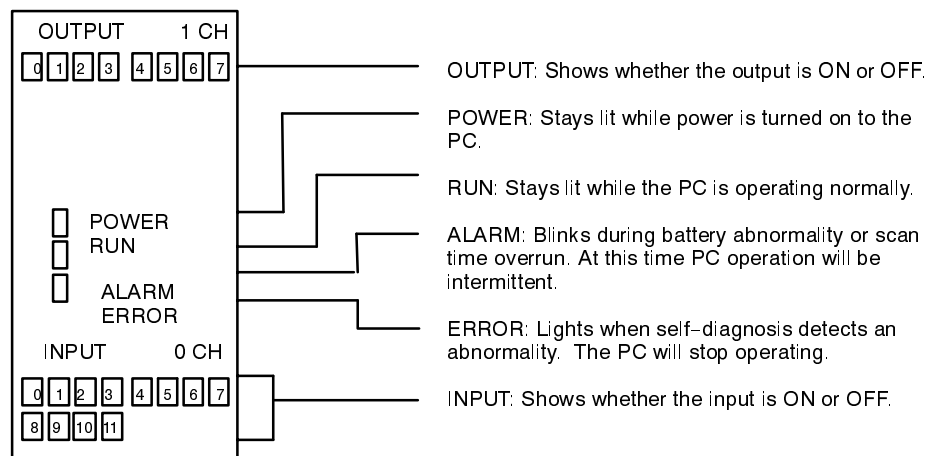 OUTPUT 1 CH
0 1 2 3 4 5 6 7
POWER
RUN
ALARM
ERROR
INPUT 0 CH
0 1 2 3 4 5 6 7
8 9 10 11
OUTPUT: Shows whether the output is ON or OFF.
POWER: Stays lit while power is turned on to the
PC.
RUN: Stays lit while the PC is operating normally.
ALARM: Blinks during battery abnormality or scan
time overrun. At this time PC operation will be
intermittent.
ERROR: Lights when self–diagnosis detects an
abnormality. The PC will stop operating.
INPUT: Shows whether the input is ON or OFF.